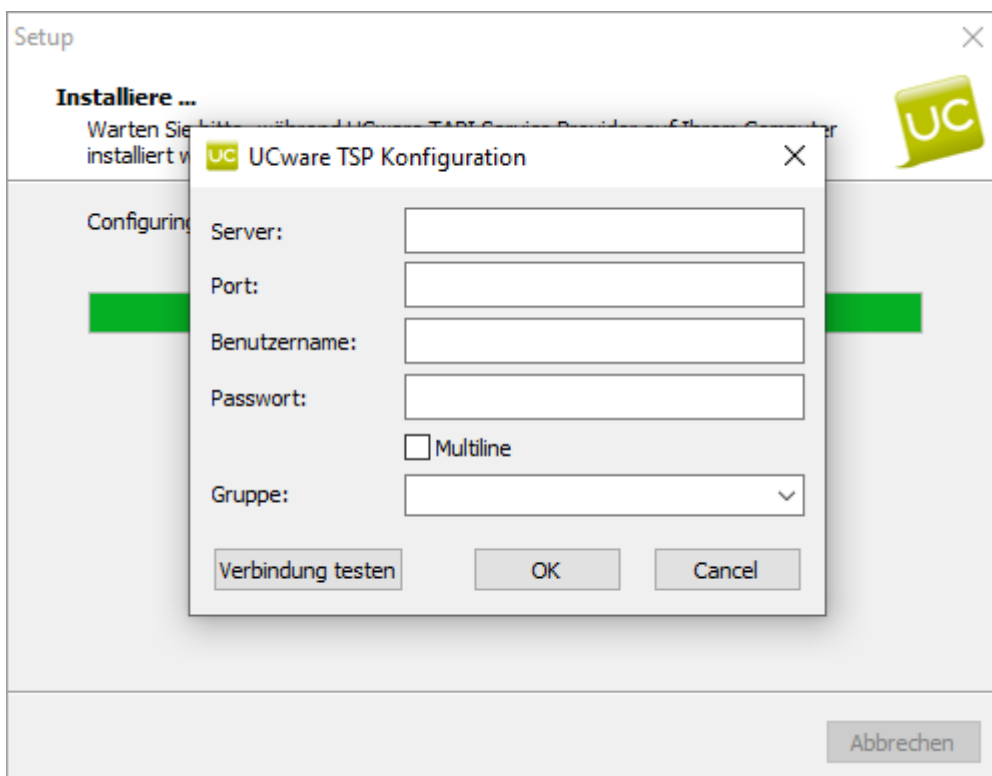 Setup
Installiere ...
Warten Sie
installiert w
UC
UC UCware TSP Konfiguration
Configuring
Server:
Port:
Benutzername:
Passwort:
Multiline
Gruppe:
Verbindung testen OK Cancel
Abbrechen